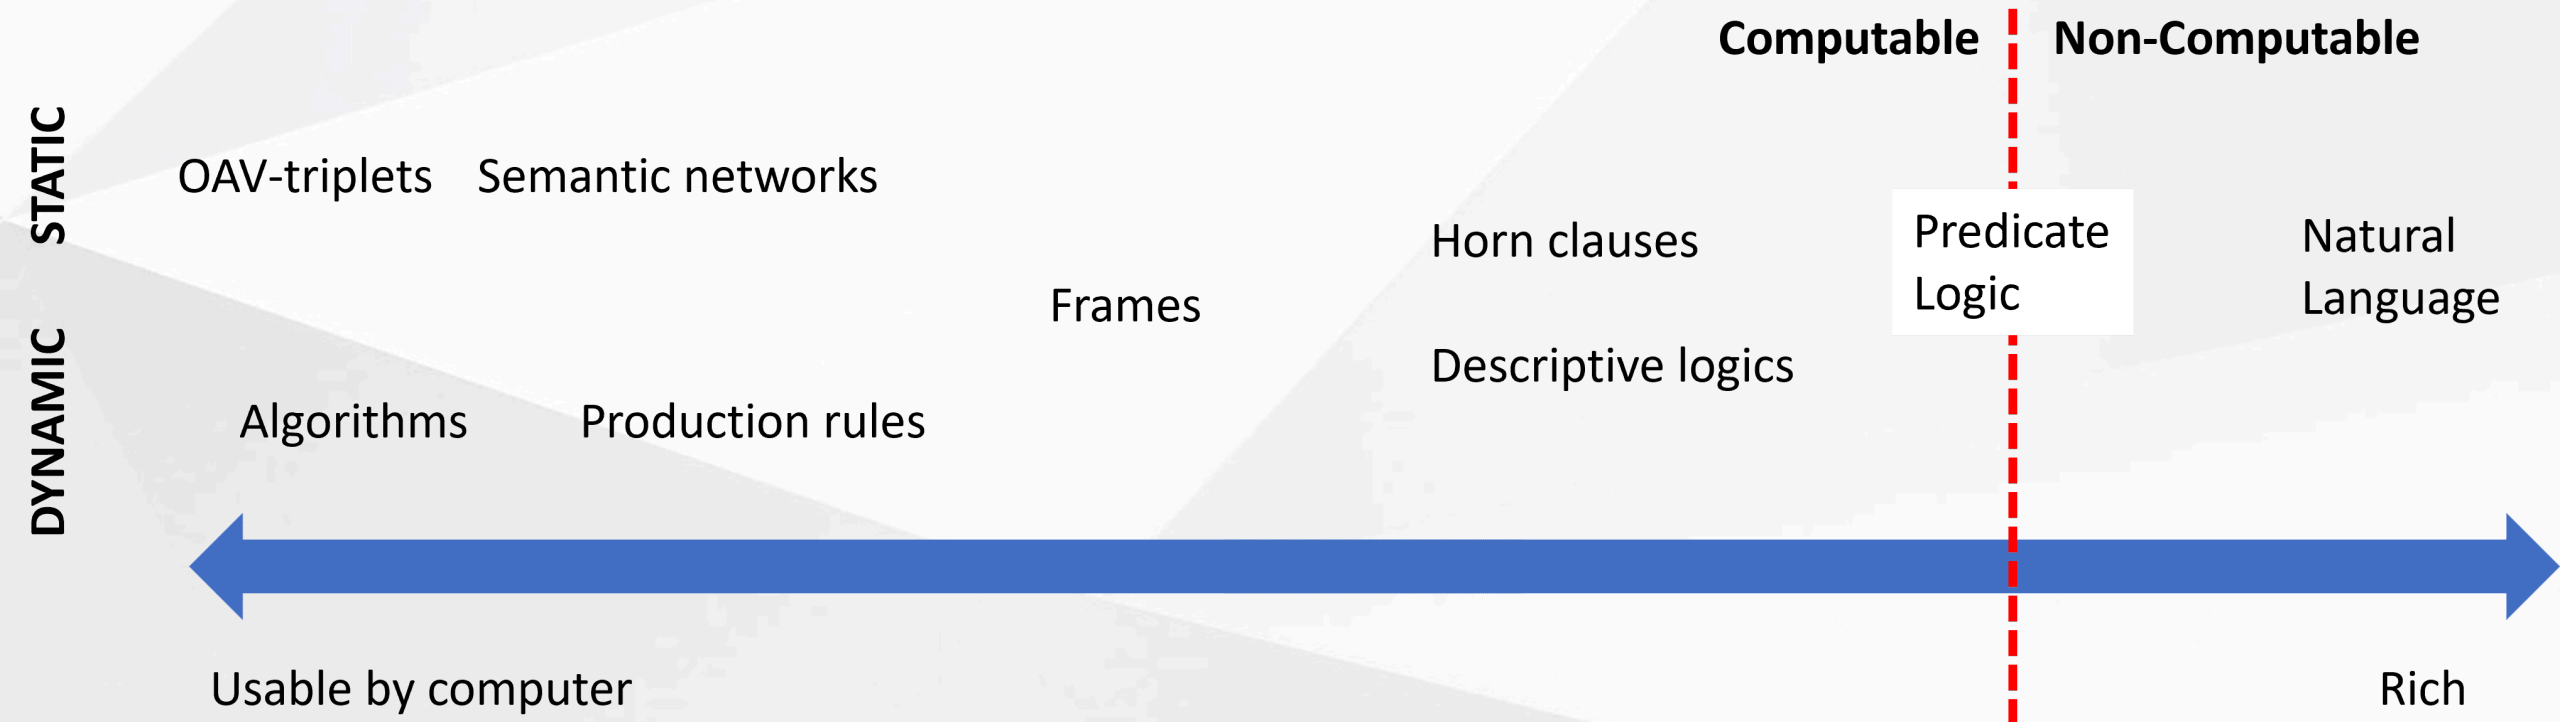 Computable
Non-Computable
STATIC
OAV-triplets
Semantic networks
Horn clauses
Predicate
Logic
Natural
Language
Frames
DYNAMIC
Descriptive logics
Algorithms
Production rules
Usable by computer
Rich